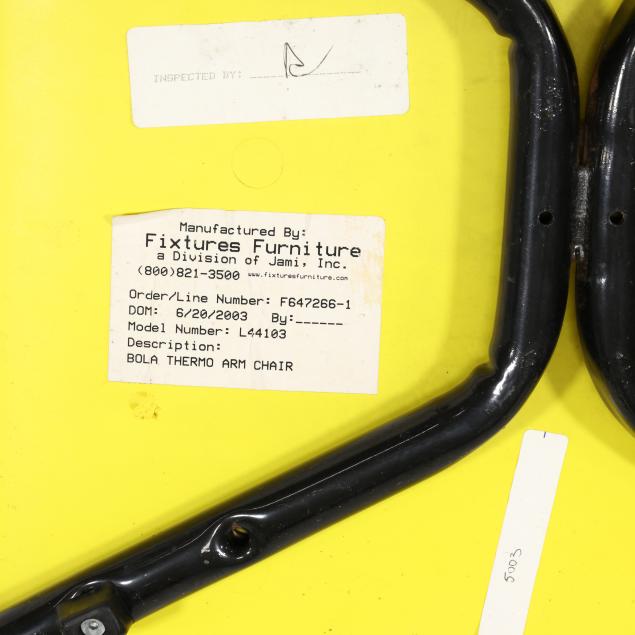 INSPECTED BY:
Manufactured By:
Fixtures Furniture
a Division of Jami, Inc.
(800)821-3500 www.fixturesfurniture.com
Order/Line Number: F647266-1
DOM: 6/20/2003 By:______
Model Number: L44103
Description:
BOLA THERMO ARM CHAIR
5003